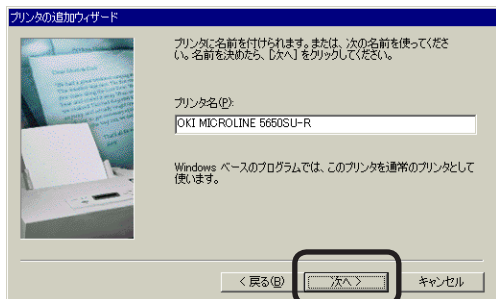 プリンタの追加ウィザード
プリンタに名前を付けられます。または、次の名前を使ってくださ
い。名前を決めたら、[次へ] をクリックしてください。
プリンタ名(P):
OKI MICROLINE 5650SU-R
Windows ベースのプログラムでは、このプリンタを通常のプリンタとして
使います。
< 戻る(B)
次へ >
キャンセル